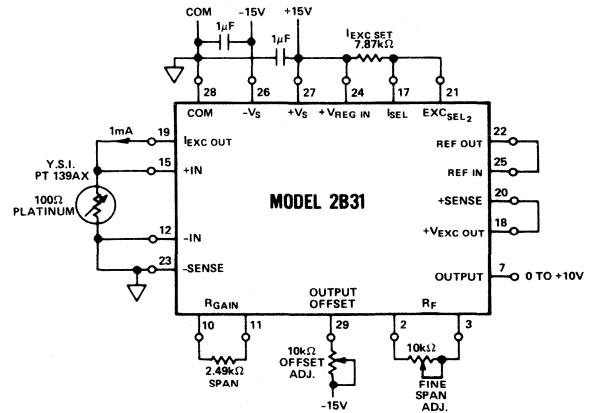 COM -15V +15V
1µF 1µF I EXC SET
7.87kΩ
28 26 27 24 17 21
COM -VS +VS +VREG IN ISEL EXCSEL2
1mA 19 IEXC OUT REF OUT 22
Y.S.I.
PT 139AX
15 +IN REF IN 25
100Ω
PLATINUM
MODEL 2B31
+SENSE 20
12 -IN +VEXC OUT 18
23 -SENSE OUTPUT 7 0 TO +10V
RGAIN OUTPUT
OFFSET RF
10 11 29 2 3
2.49kΩ
SPAN
10kΩ
OFFSET
ADJ.
-15V
10kΩ
FINE
SPAN
ADJ.